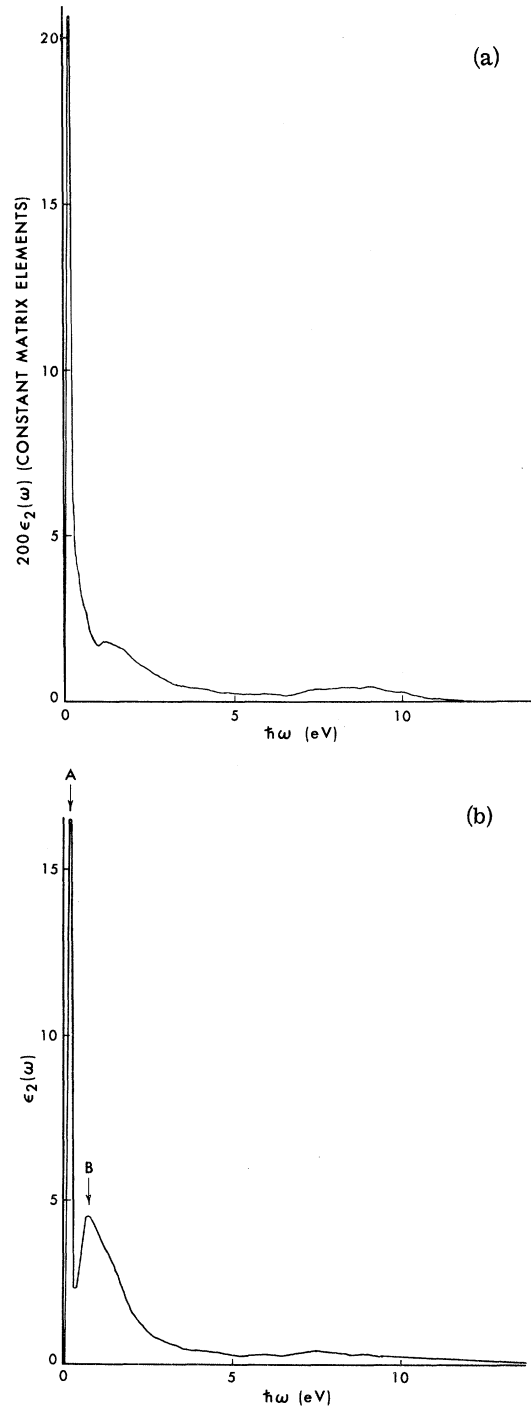 (a)
200 ϵ₂(ω) (CONSTANT MATRIX ELEMENTS)
20
15
10
5
0
0 5 10
ħω (eV)
A
(b)
15
B
ϵ₂(ω)
10
5
0
0 5 10
ħω (eV)